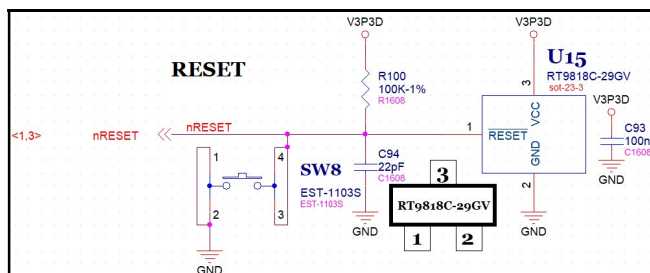 V3P3D
V3P3D
RESET
R100
100K-1%
R1608
U15
RT9818C-29GV
sot-23-3
3
VCC
V3P3D
<1,3>
nRESET
nRESET
1
RESET
GND
C93
100n
C1608
1
4
SW8
C94
22pF
C1608
3
2
GND
EST-1103S
EST-1103S
RT9818C-29GV
2
3
GND
1
2
GND
GND